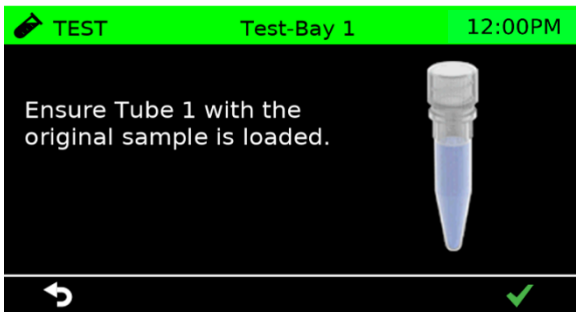 TEST Test-Bay 1 12:00PM
Ensure Tube 1 with the
original sample is loaded.